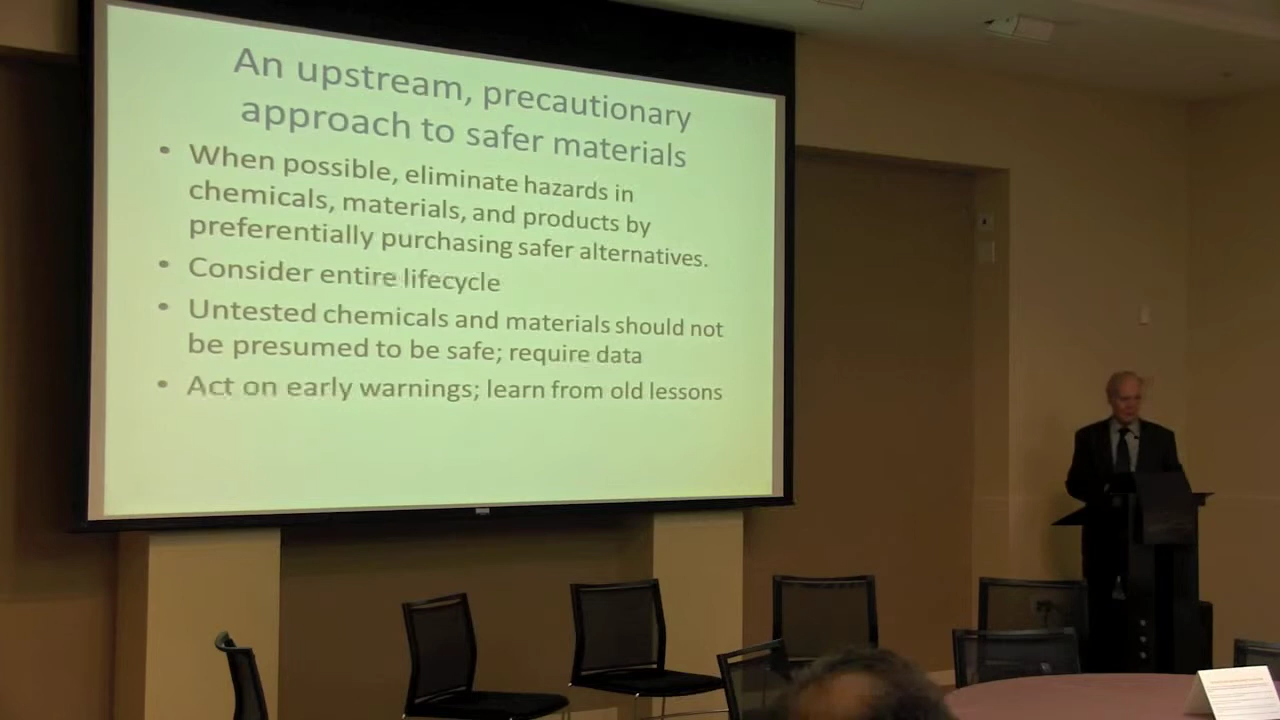 An upstream, precautionary
approach to safer materials
• When possible, eliminate hazards in
chemicals, materials, and products by
preferentially purchasing safer alternatives.
• Consider entire lifecycle
• Untested chemicals and materials should not
be presumed to be safe; require data
• Act on early warnings; learn from old lessons